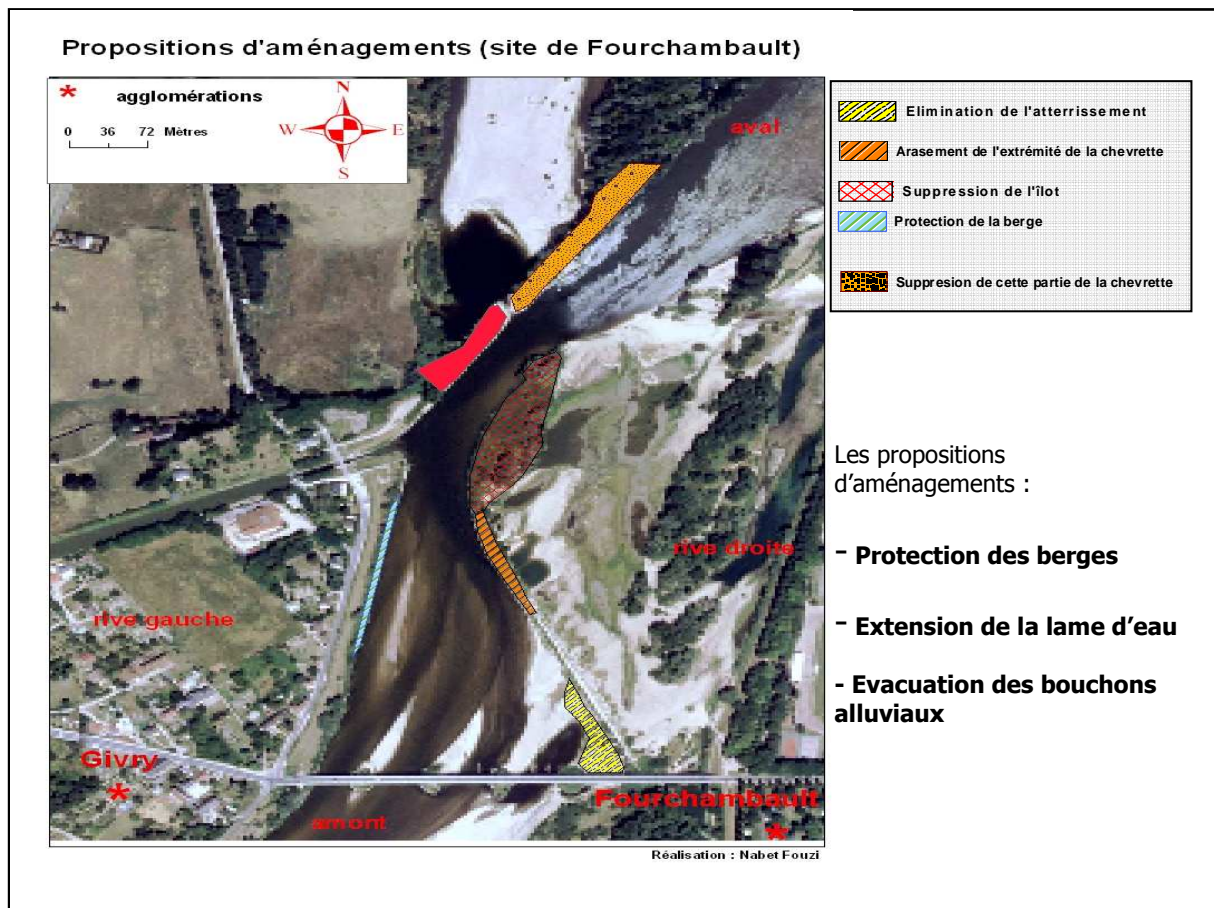 Propositions d'aménagements (site de Fourchambault)
* agglomérations
0 36 72 Mètres
N
W E
S
aval
rive droite
rive gauche
Givry
*
Fourchambault
*
amont
Réalisation : Nabet Fouzi
Elimination de l'atterrissement
Arasement de l'extrémité de la chevrette
Suppression de l'îlot
Protection de la berge
Suppresion de cette partie de la chevrette
Les propositions
d'aménagements :
- Protection des berges
- Extension de la lame d'eau
- Evacuation des bouchons
alluviaux